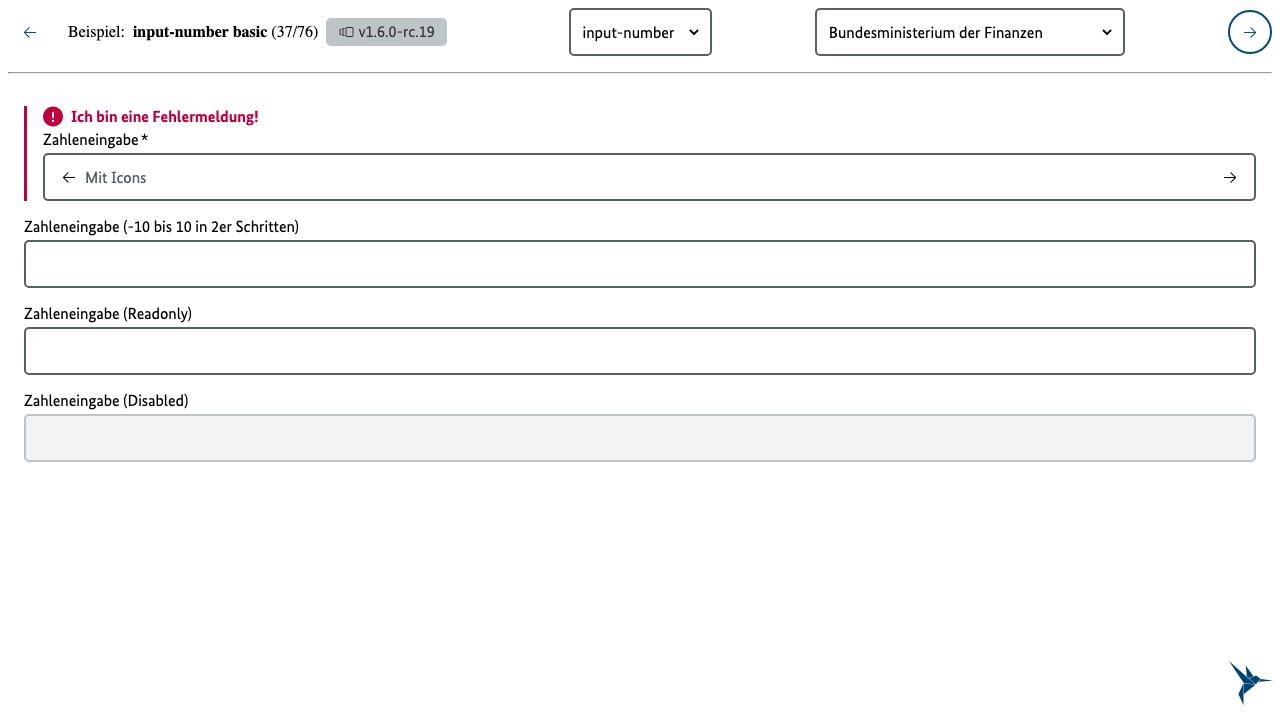 Beispiel: input-number basic (37/76) v1.6.0-rc.19 input-number Bundesministerium der Finanzen
Ich bin eine Fehlermeldung!
Zahleneingabe*
Mit Icons
Zahleneingabe (-10 bis 10 in 2er Schritten)
Zahleneingabe (Readonly)
Zahleneingabe (Disabled)